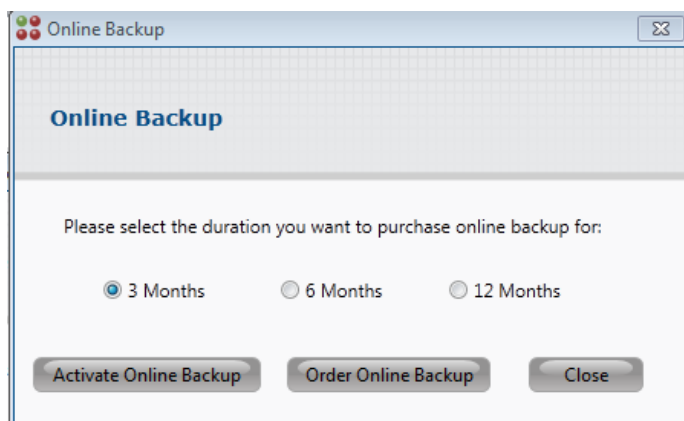 Online Backup
Online Backup
Please select the duration you want to purchase online backup for:
3 Months 6 Months 12 Months
Activate Online Backup Order Online Backup Close